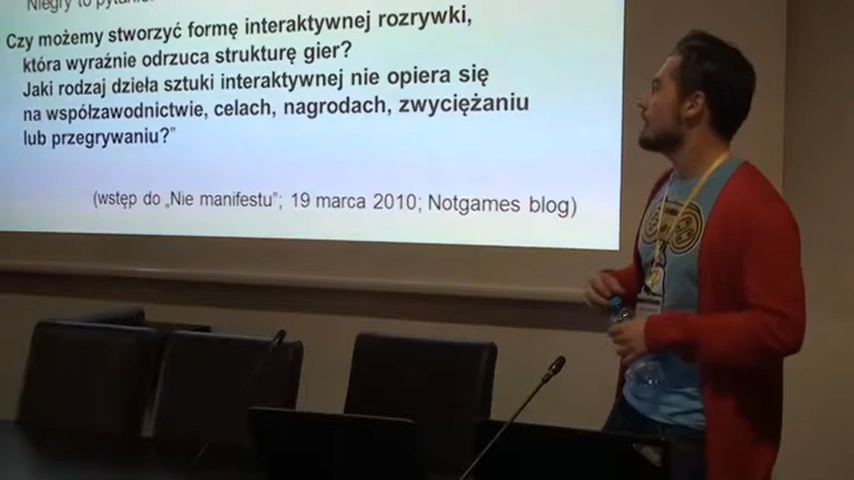 Niegry to pytanie
Czy możemy stworzyć formę interaktywnej rozrywki,
która wyraźnie odrzuca strukturę gier?
Jaki rodzaj dzieła sztuki interaktywnej nie opiera się
na współzawodnictwie, celach, nagrodach, zwyciężaniu
lub przegrywaniu?”
(wstęp do „Nie manifestu”; 19 marca 2010; Notgames blog)